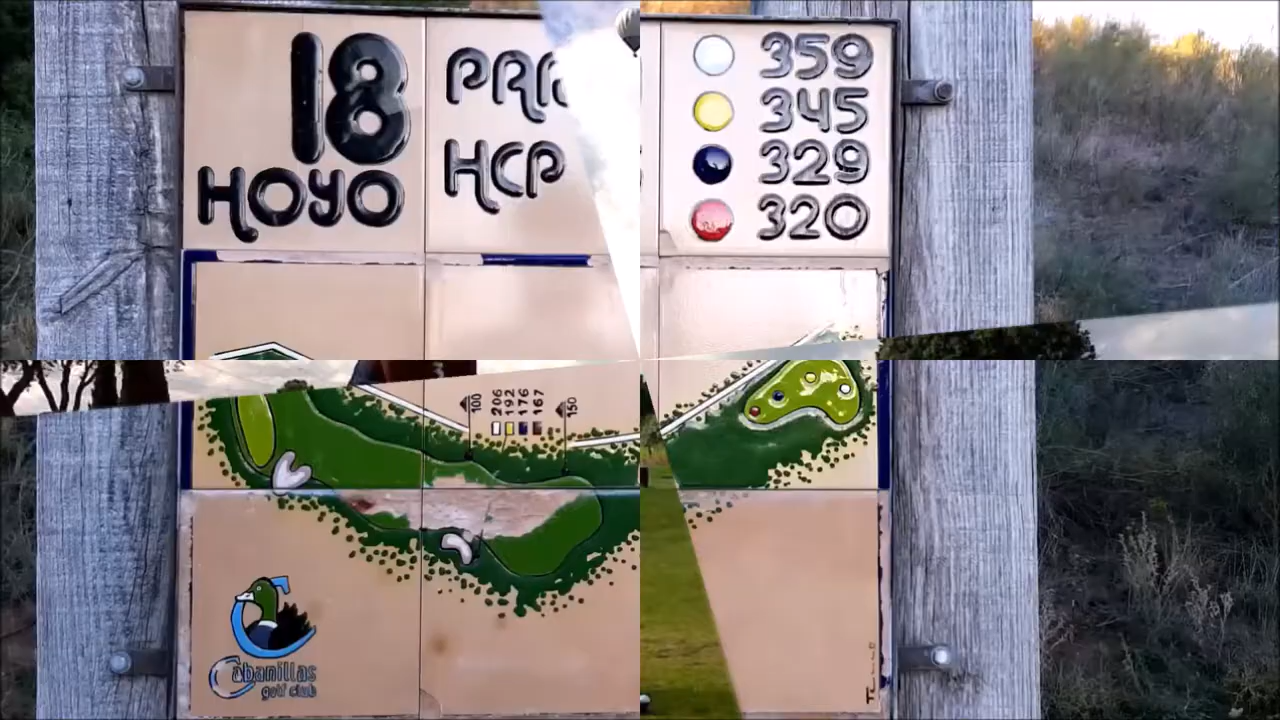 18
HOYO
HCP
359
345
329
320
100
206
192
176
167
150
Cabanillas
golf club